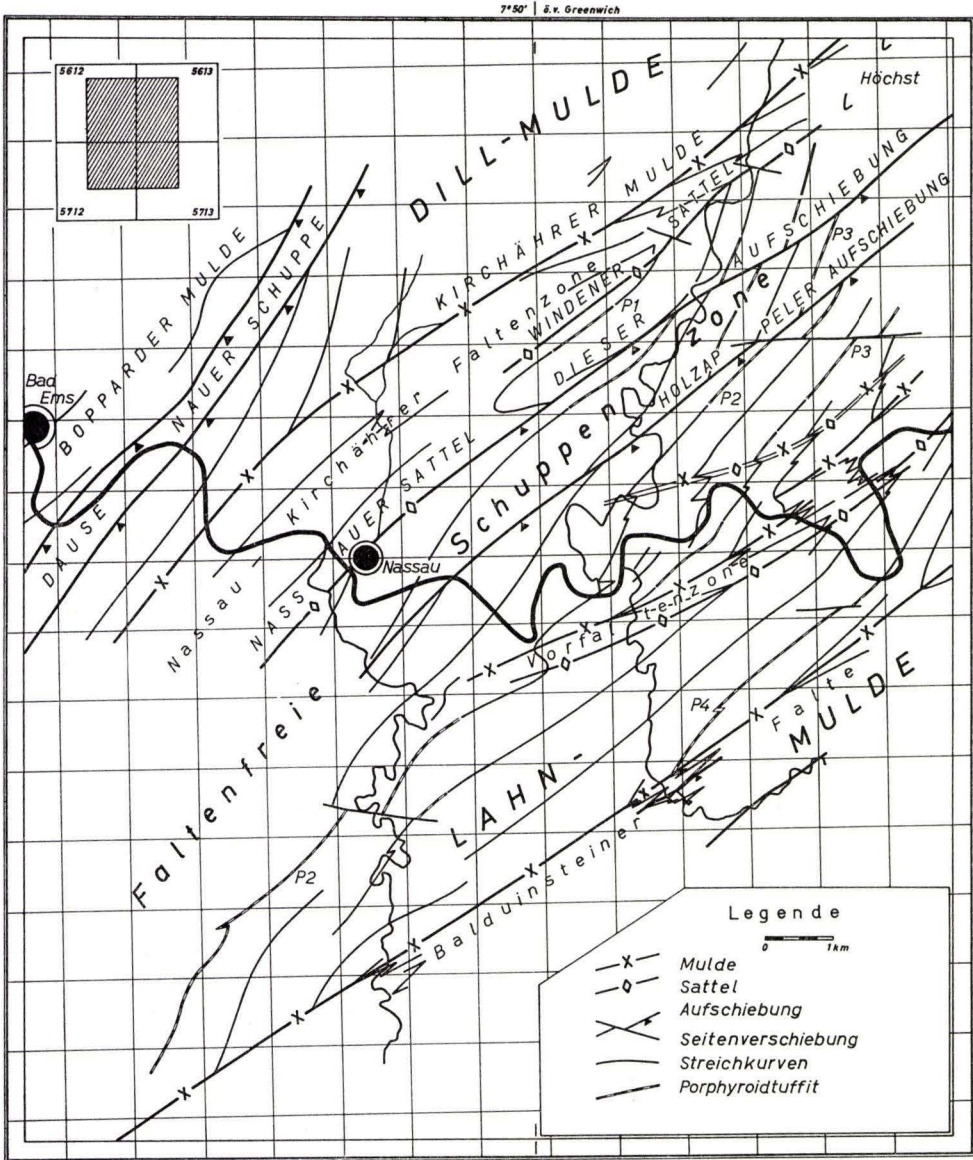 7°50' ö.v. Greenwich
5612 5613
5712 5713
Höchst
DILL-MULDE
KIRCHÄHRER MULDE
SATTEL
WINDENER
Faltenzone
Kirchährer
Nassau
BOPPARDER MULDE
DAUSENAUER SCHUPPE
Bad
Ems
P1
DIESER AUFSCHIEBUNG
P3
HOLZAPPELER AUFSCHIEBUNG
P3
P2
NASSAUER SATTEL
Nassau
Schuppenzone
Vorfaltenzone
Faltenfreie
P4
LAHN-MULDE
Balduinsteiner Falte
P2
Legende
0 1km
Mulde
Sattel
Aufschiebung
Seitenverschiebung
Streichkurven
Porphyroidtuffit